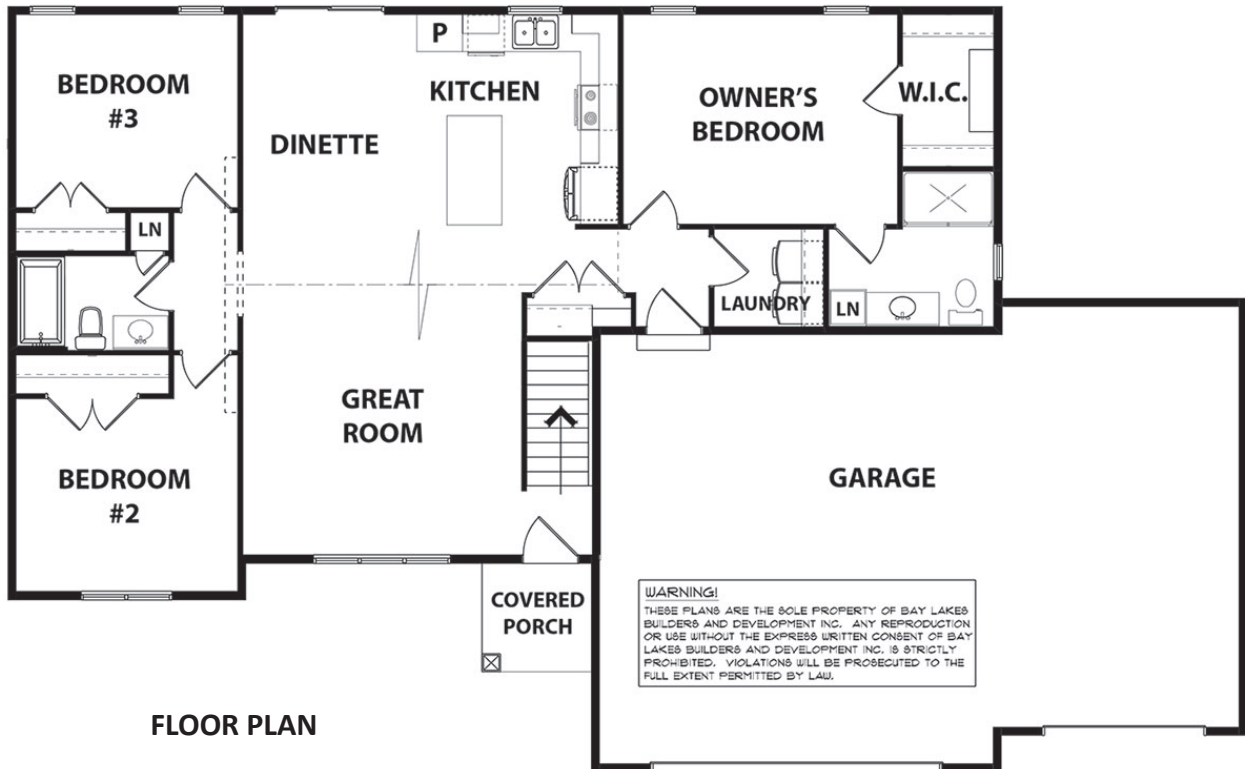 BEDROOM
#3
P
KITCHEN
DINETTE
OWNER'S
BEDROOM
W.I.C.
LN
LAUNDRY
LN
GREAT
ROOM
BEDROOM
#2
GARAGE
COVERED
PORCH
WARNING!
THESE PLANS ARE THE SOLE PROPERTY OF BAY LAKES
BUILDERS AND DEVELOPMENT INC. ANY REPRODUCTION
OR USE WITHOUT THE EXPRESS WRITTEN CONSENT OF BAY
LAKES BUILDERS AND DEVELOPMENT INC. IS STRICTLY
PROHIBITED. VIOLATIONS WILL BE PROSECUTED TO THE
FULL EXTENT PERMITTED BY LAW.
FLOOR PLAN